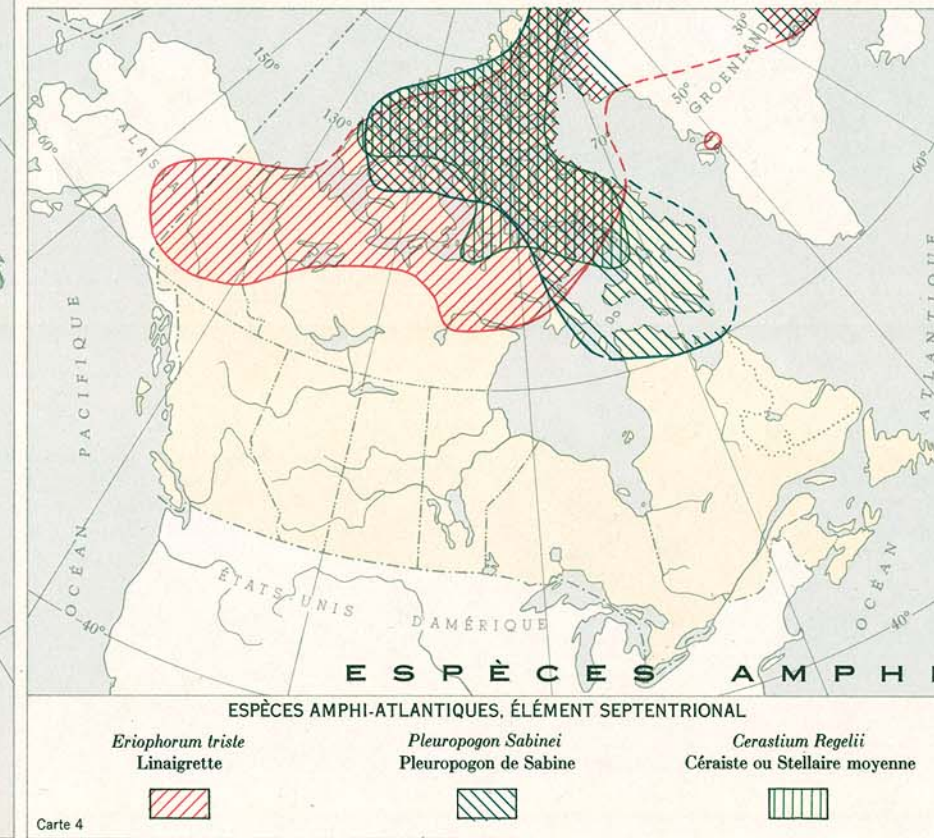 150°
130°
60°
ALASKA
30°
50°
GROENLAND
70°
60°
OCÉAN PACIFIQUE
ATLANTIQUE
OCÉAN
40°
40°
ÉTATS-UNIS
D'AMÉRIQUE
ESPÈCES AMPHI
ESPÈCES AMPHI-ATLANTIQUES, ÉLÉMENT SEPTENTRIONAL
Eriophorum triste
Linaigrette
Pleuropogon Sabinei
Pleuropogon de Sabine
Cerastium Regelii
Céraiste ou Stellaire moyenne
Carte 4